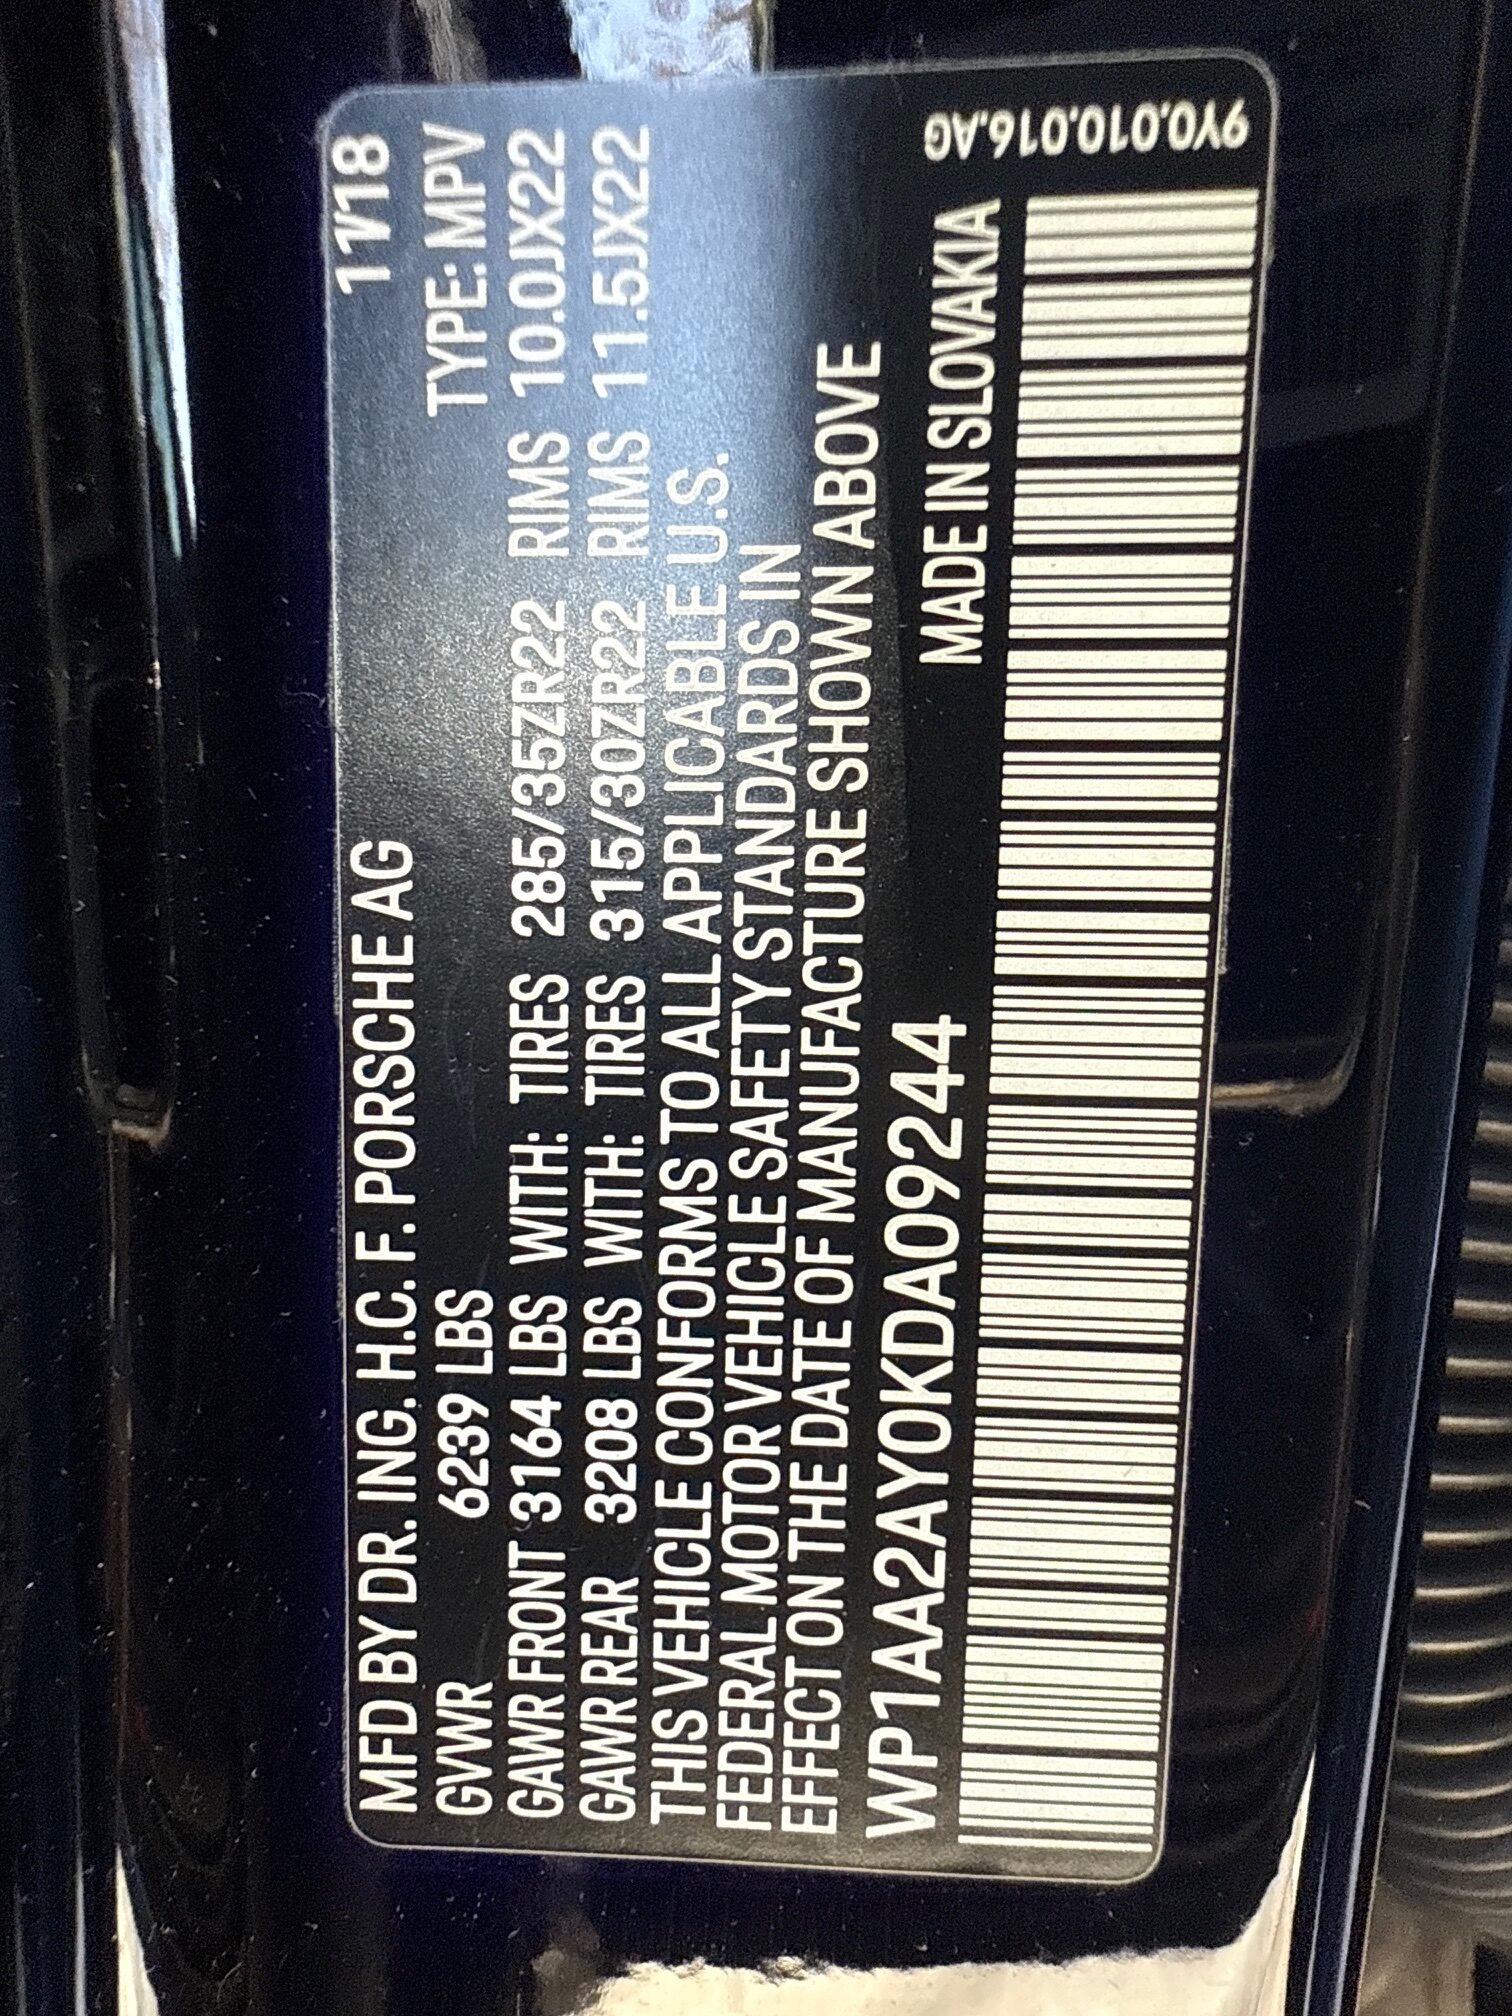 MFD BY DR. ING. H.C. F. PORSCHE AG 11/18
GVWR 6239 LBS TYPE: MPV
GAWR FRONT 3164 LBS WITH: TIRES 285/35ZR22 RIMS 10.0JX22
GAWR REAR 3208 LBS WITH: TIRES 315/30ZR22 RIMS 11.5JX22
THIS VEHICLE CONFORMS TO ALL APPLICABLE U.S.
FEDERAL MOTOR VEHICLE SAFETY STANDARDS IN
EFFECT ON THE DATE OF MANUFACTURE SHOWN ABOVE
WP1AA2AY0KDA09244 MADE IN SLOVAKIA
9Y0.010.016.AG